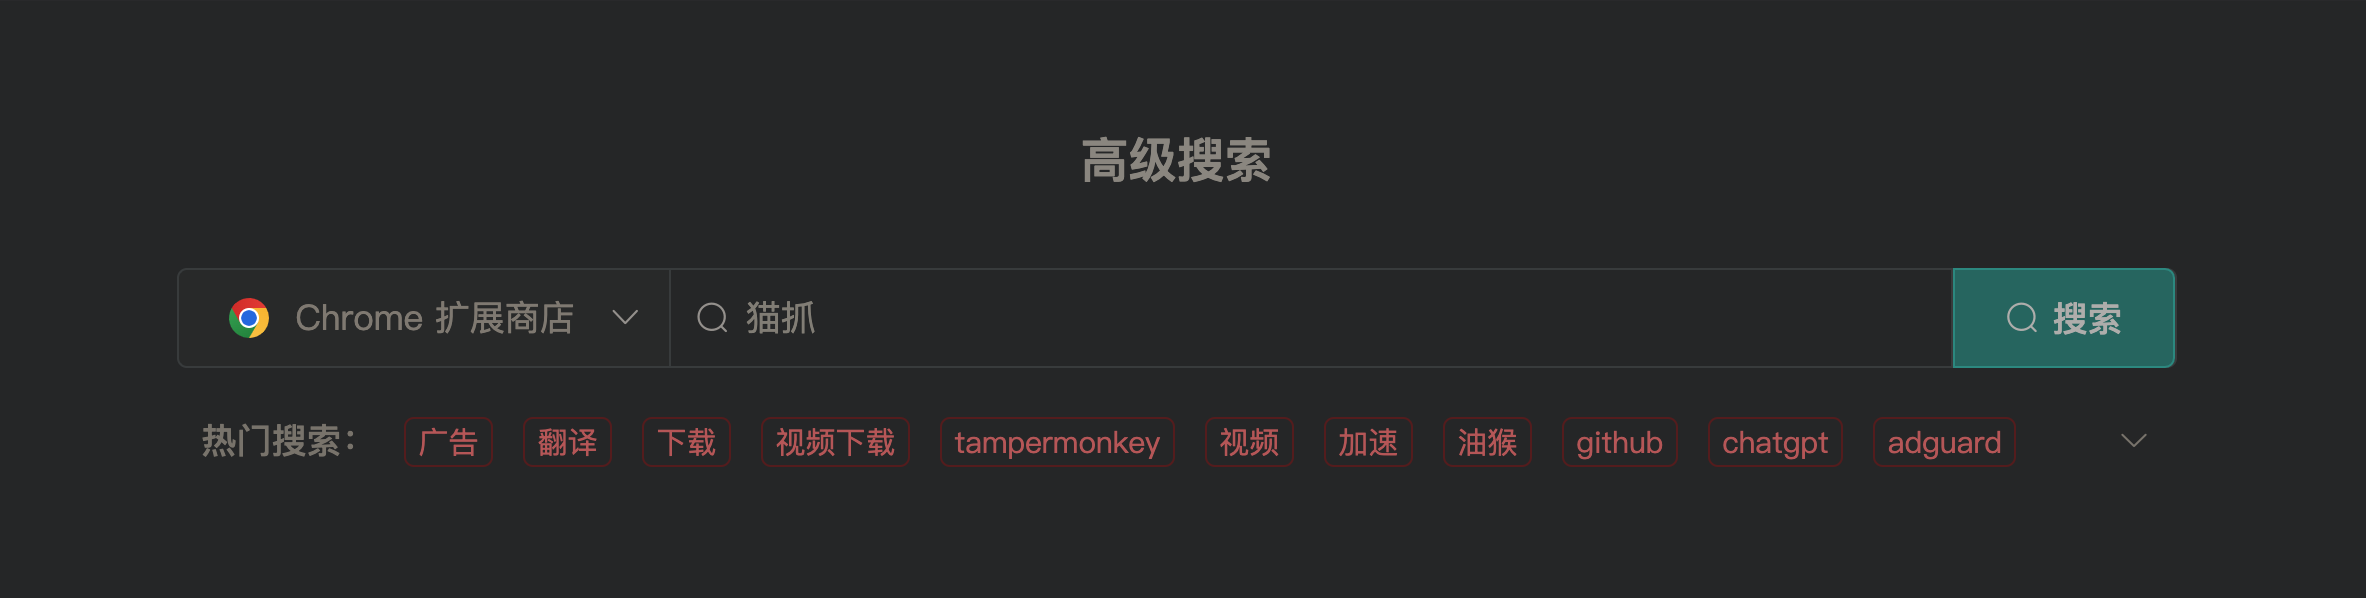 高级搜索
Chrome 扩展商店 猫抓 搜索
热门搜索： 广告 翻译 下载 视频下载 tampermonkey 视频 加速 油猴 github chatgpt adguard